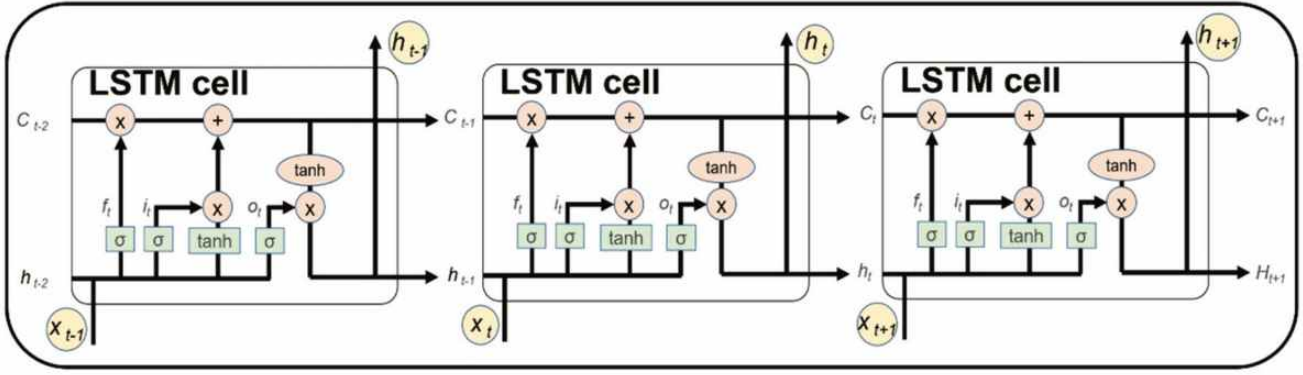 h t-1
h t
h t+1
LSTM cell
LSTM cell
LSTM cell
C t-2
x
+
C t-1
x
+
C t
x
+
C t+1
tanh
tanh
tanh
f t
i t
x
o t
x
f t
i t
x
o t
x
f t
i t
x
o t
x
σ
σ
tanh
σ
σ
σ
tanh
σ
σ
σ
tanh
σ
h t-2
h t-1
h t
H t+1
x t-1
x t
x t+1